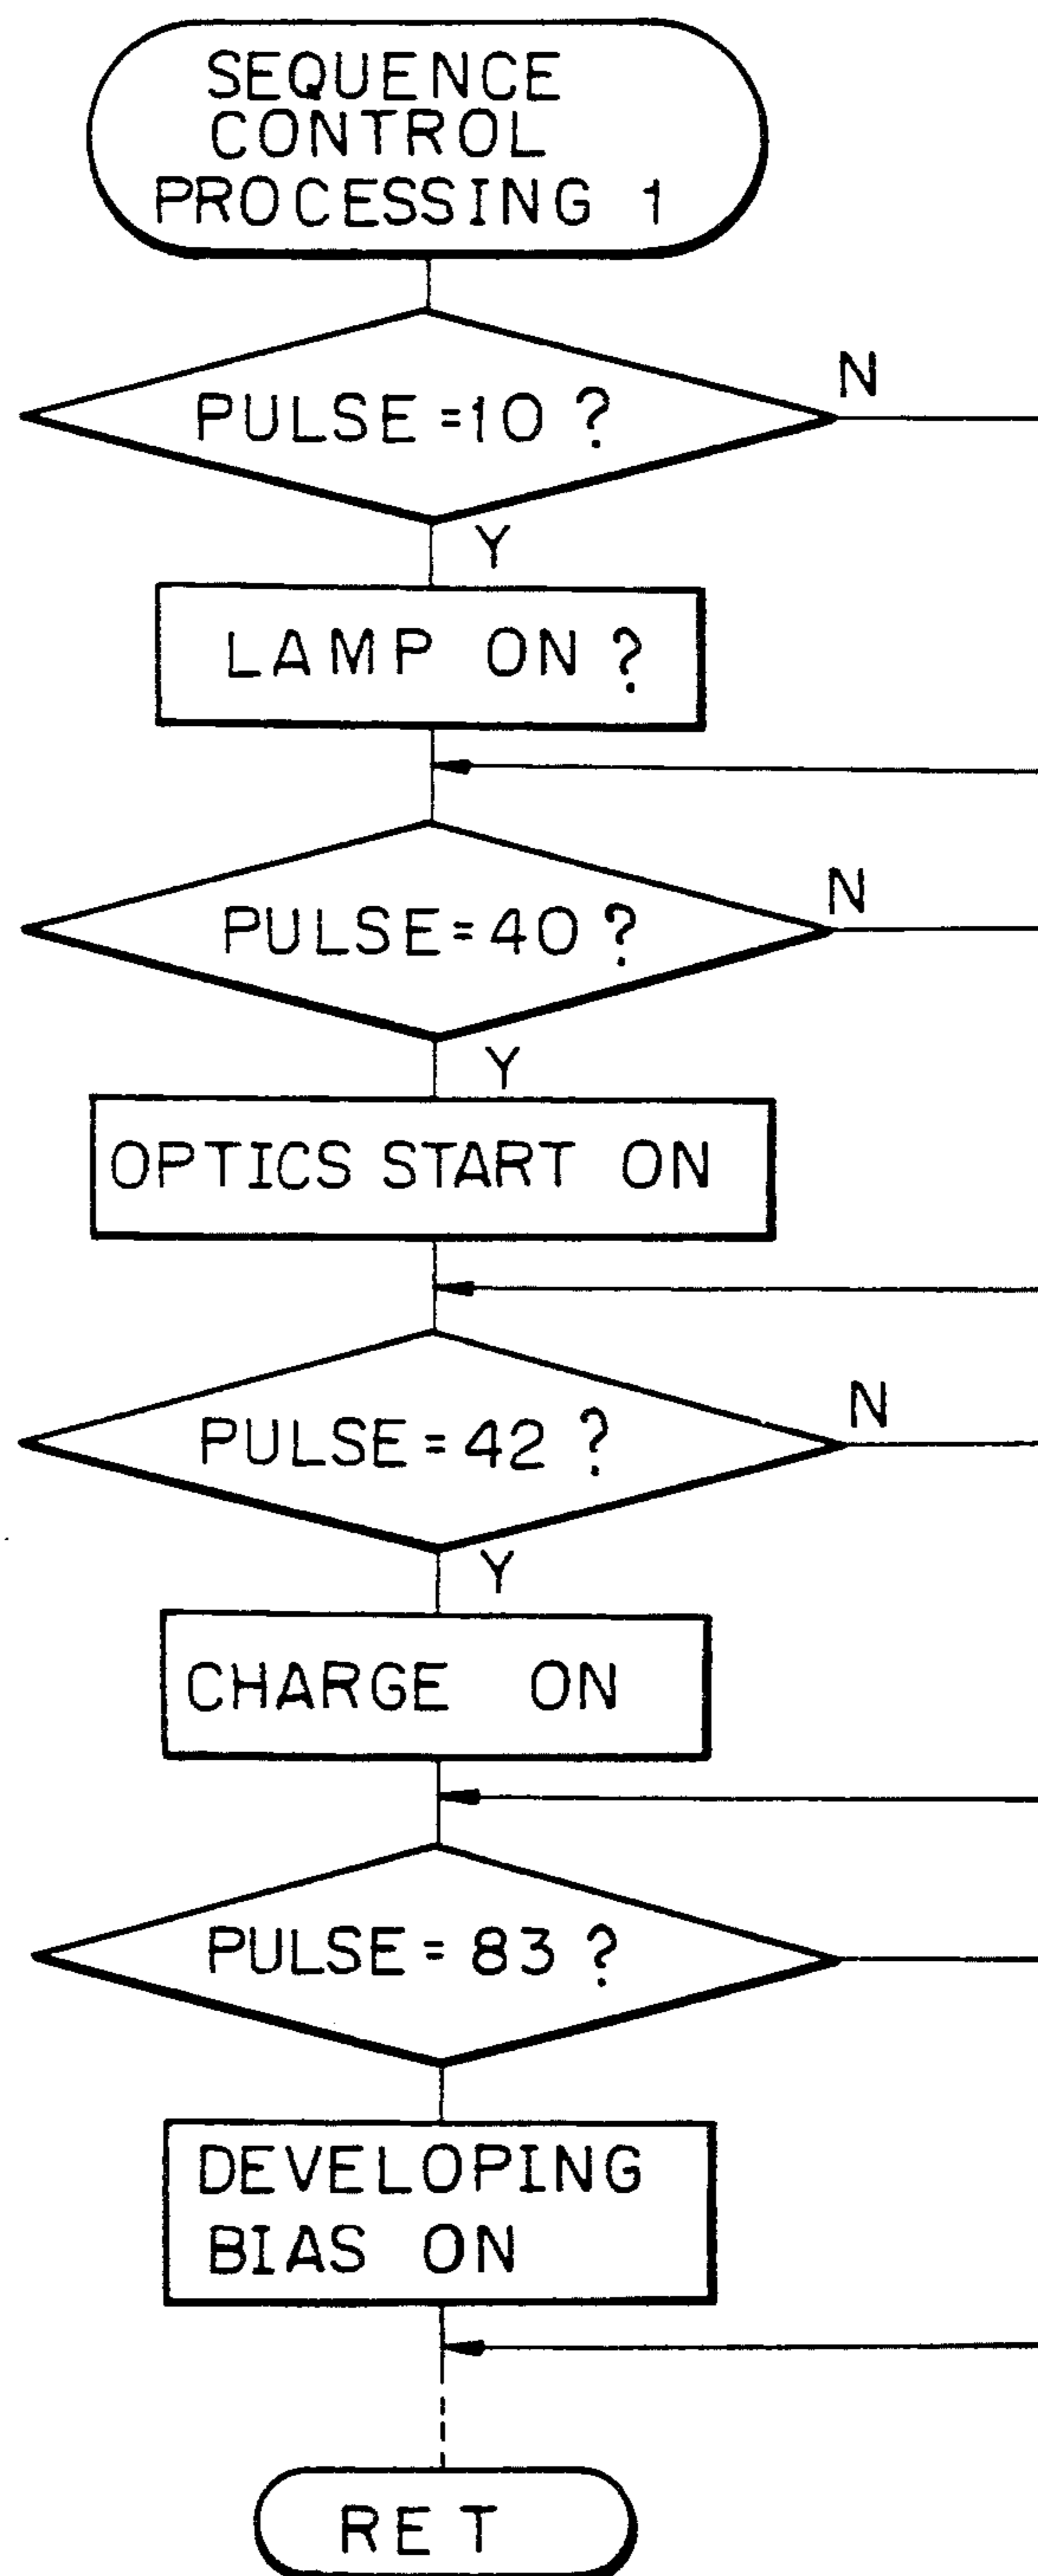 SEQUENCE
CONTROL
PROCESSING 1
PULSE=10?
N
Y
LAMP ON?
PULSE=40?
N
Y
OPTICS START ON
PULSE=42?
N
Y
CHARGE ON
PULSE=83?
DEVELOPING
BIAS ON
RET